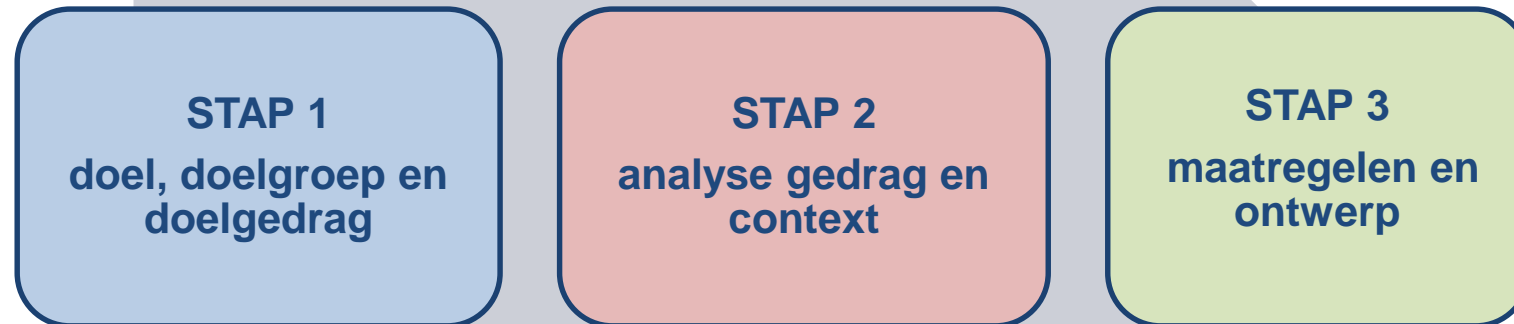 STAP 1
doel, doelgroep en
doelgedrag
STAP 2
analyse gedrag en
context
STAP 3
maatregelen en
ontwerp